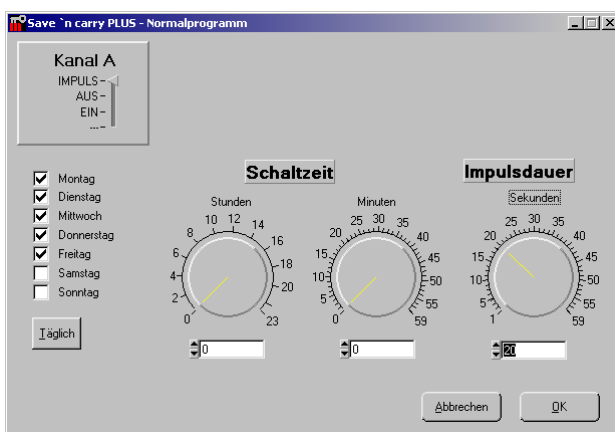 Save `n carry PLUS - Normalprogramm
Kanal A
IMPULS
AUS
EIN
---
Montag
Dienstag
Mittwoch
Donnerstag
Freitag
Samstag
Sonntag
Täglich
Schaltzeit
Impulsdauer
Stunden
0 2 4 6 8 10 12 14 16 18 20 23
0
Minuten
0 5 10 15 20 25 30 35 40 45 50 55 59
0
Sekunden
1 5 10 15 20 25 30 35 40 45 50 55 59
20
Abbrechen
OK